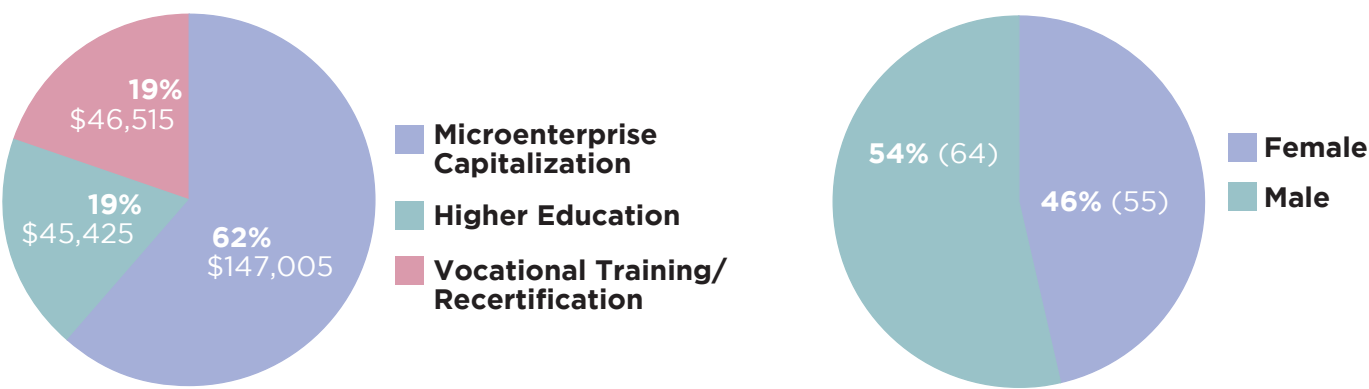 19%
$46,515
19%
$45,425
62%
$147,005
Microenterprise
Capitalization
Higher Education
Vocational Training/
Recertification
54% (64)
46% (55)
Female
Male